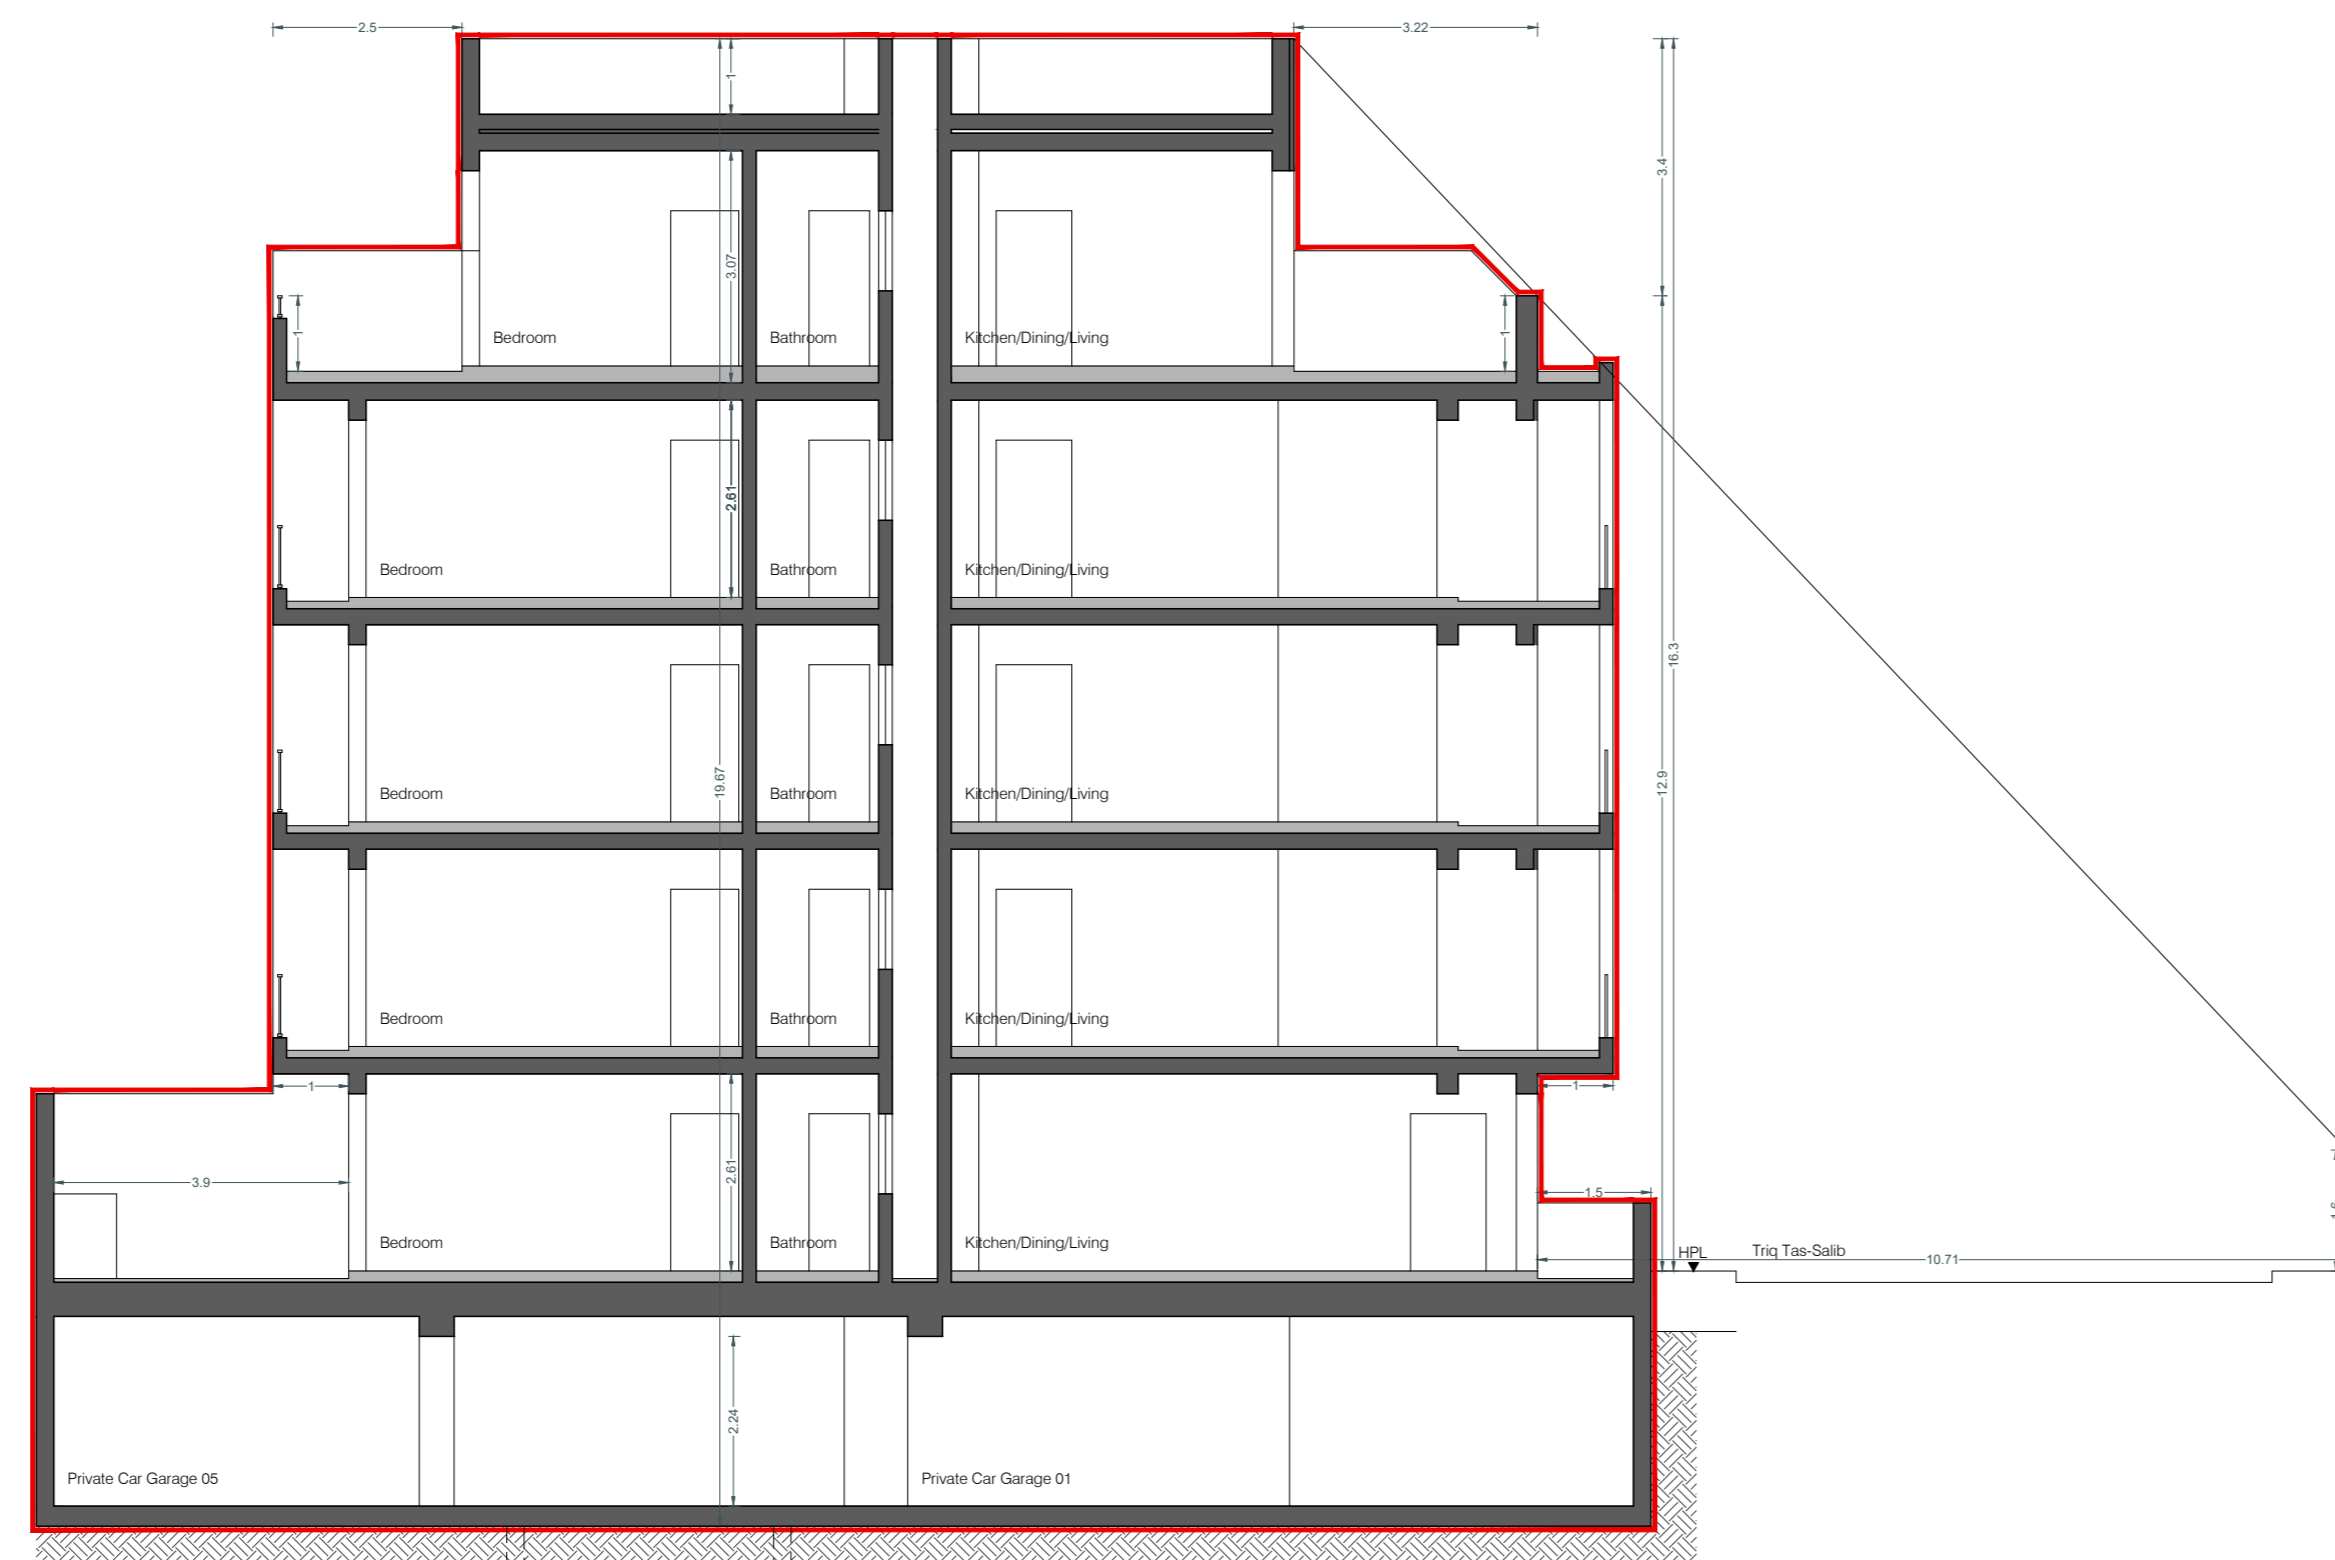 2.5
3.22
1
3.4
3.07
1
1
Bedroom
Bathroom
Kitchen/Dining/Living
2.61
Bedroom
Bathroom
Kitchen/Dining/Living
16.3
19.67
12.9
Bedroom
Bathroom
Kitchen/Dining/Living
Bedroom
Bathroom
Kitchen/Dining/Living
1
1
2.61
3.9
1.5
Bedroom
Bathroom
Kitchen/Dining/Living
HPL
Triq Tas-Salib
10.71
2.24
Private Car Garage 05
Private Car Garage 01